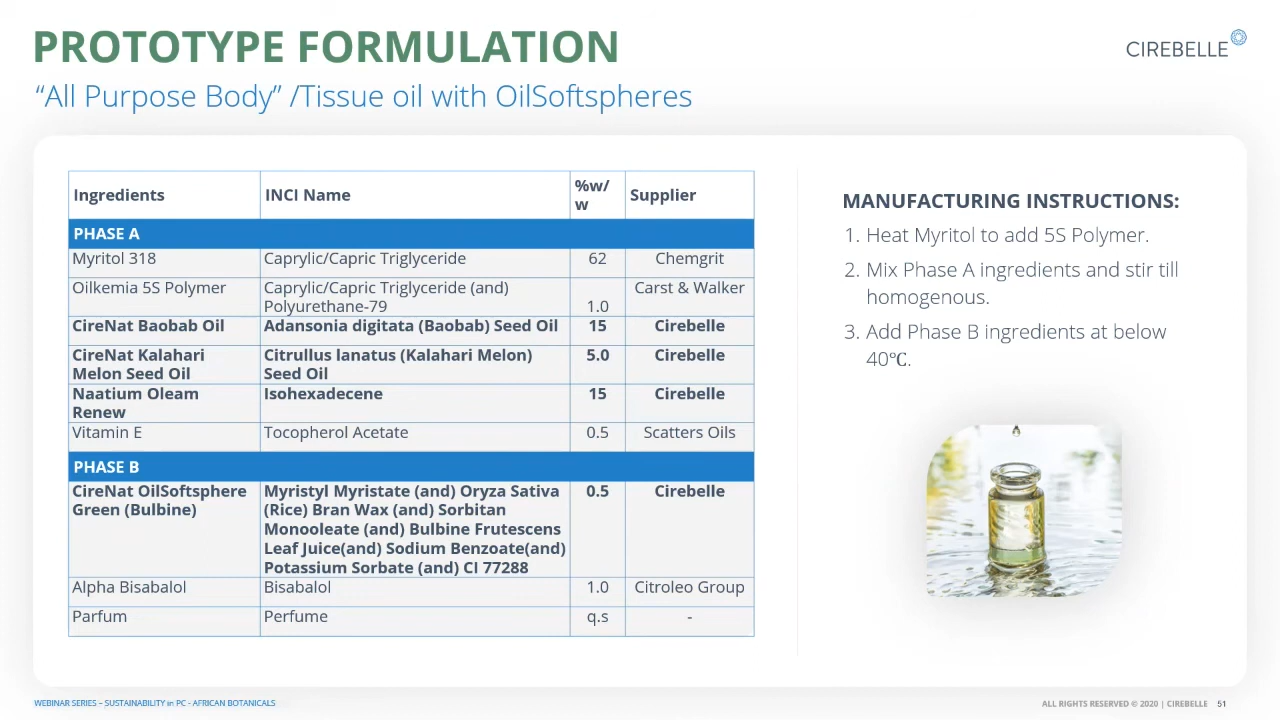 PROTOTYPE FORMULATION
“All Purpose Body” /Tissue oil with OilSoftspheres
CIREBELLE
Ingredients INCI Name %w/ Supplier
w
PHASE A
Myritol 318 Caprylic/Capric Triglyceride 62 Chemgrit
Oilkemia 5S Polymer Caprylic/Capric Triglyceride (and) Carst & Walker
Polyurethane-79 1.0
CireNat Baobab Oil Adansonia digitata (Baobab) Seed Oil 15 Cirebelle
CireNat Kalahari Citrullus lanatus (Kalahari Melon) 5.0 Cirebelle
Melon Seed Oil Seed Oil
Naatium Oleam Isohexadecene 15 Cirebelle
Renew
Vitamin E Tocopherol Acetate 0.5 Scatters Oils
PHASE B
CireNat OilSoftsphere Myristyl Myristate (and) Oryza Sativa 0.5 Cirebelle
Green (Bulbine) (Rice) Bran Wax (and) Sorbitan
Monooleate (and) Bulbine Frutescens
Leaf Juice(and) Sodium Benzoate(and)
Potassium Sorbate (and) CI 77288
Alpha Bisabalol Bisabalol 1.0 Citroleo Group
Parfum Perfume q.s -
MANUFACTURING INSTRUCTIONS:
1. Heat Myritol to add 5S Polymer.
2. Mix Phase A ingredients and stir till
homogenous.
3. Add Phase B ingredients at below
40℃.
WEBINAR SERIES – SUSTAINABILITY in PC - AFRICAN BOTANICALS
ALL RIGHTS RESERVED © 2020 | CIREBELLE 51